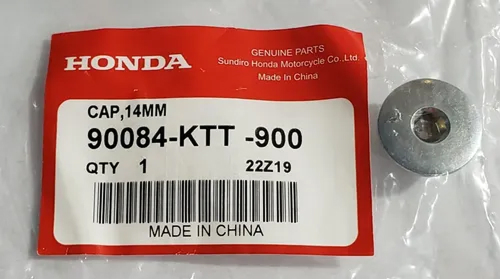 HONDA
GENUINE PARTS
Sundiro Honda Motorcycle Co.,Ltd.
Made In China
CAP,14MM
90084-KTT -900
QTY 1 22Z19
MADE IN CHINA